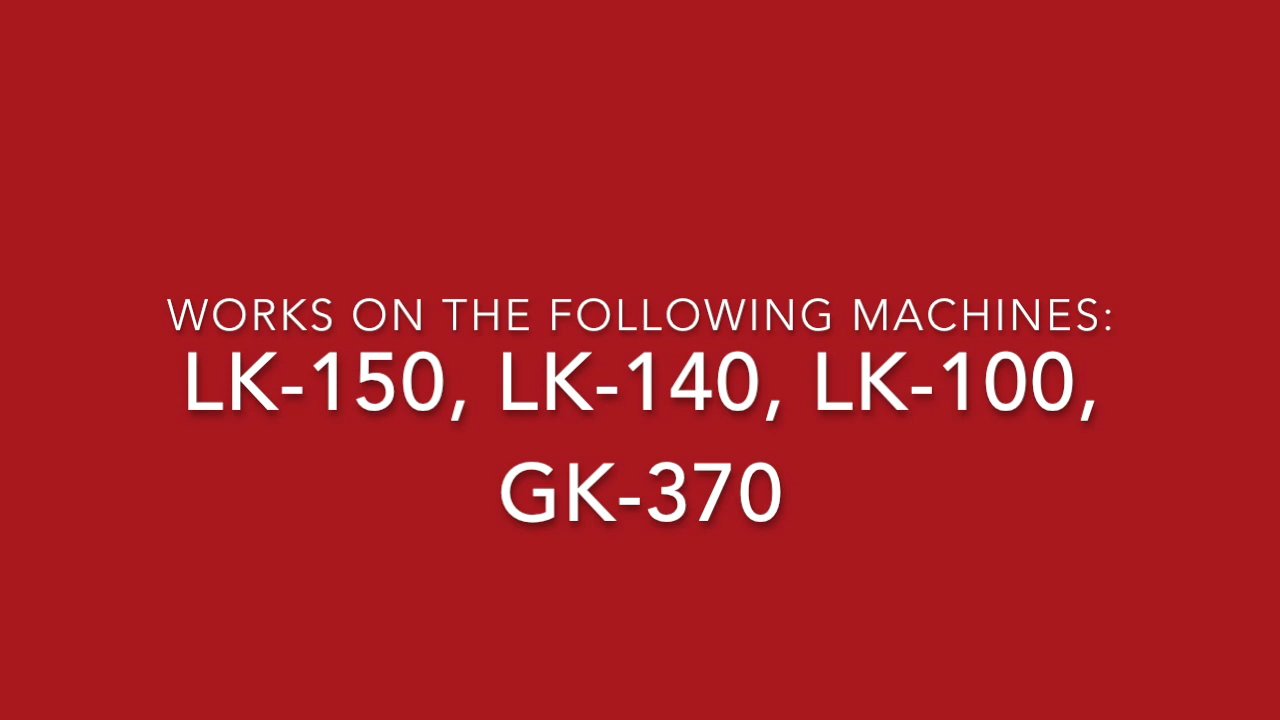 WORKS ON THE FOLLOWING MACHINES:
LK-150, LK-140, LK-100,
GK-370